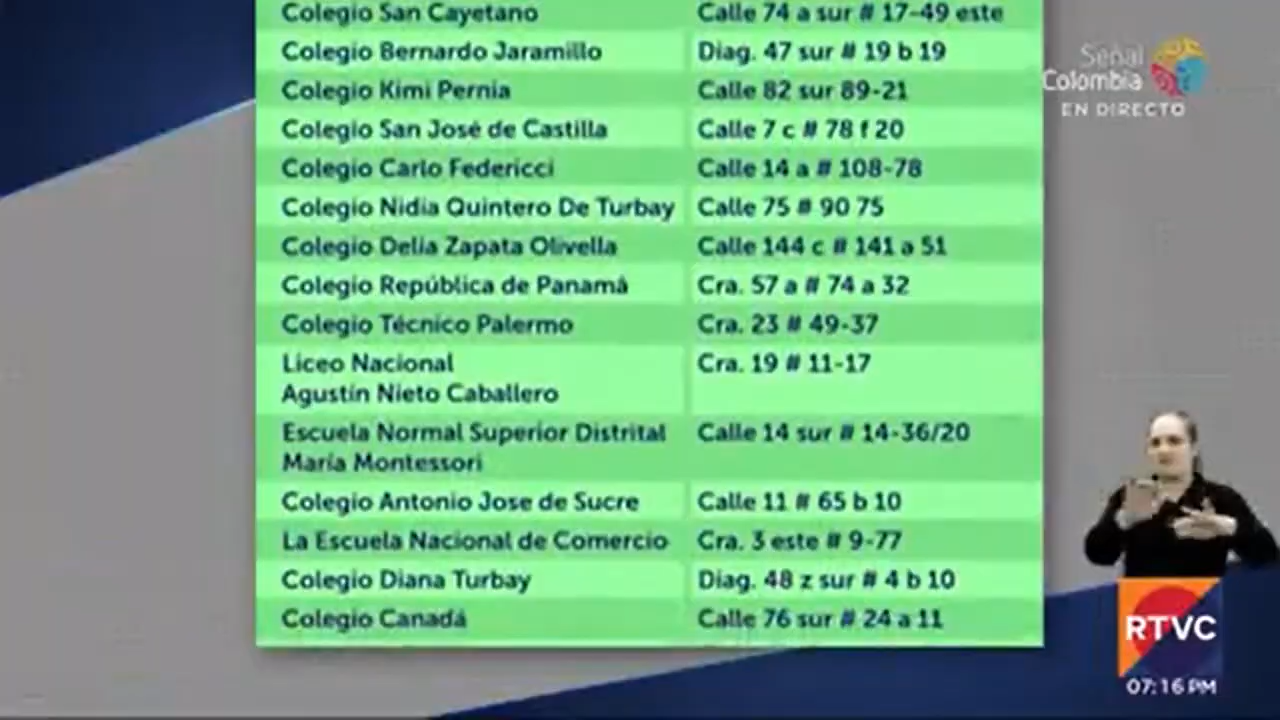 Colegio San Cayetano Calle 74 a sur # 17-49 este
Colegio Bernardo Jaramillo Diag. 47 sur # 19 b 19
Colegio Kimi Pernia Calle 82 sur 89-21
Colegio San José de Castilla Calle 7 c # 78 f 20
Colegio Carlo Federicci Calle 14 a # 108-78
Colegio Nidia Quintero De Turbay Calle 75 # 90 75
Colegio Delia Zapata Olivella Calle 144 c # 141 a 51
Colegio República de Panamá Cra. 57 a # 74 a 32
Colegio Técnico Palermo Cra. 23 # 49-37
Liceo Nacional Cra. 19 # 11-17
Agustín Nieto Caballero
Escuela Normal Superior Distrital Calle 14 sur # 14-36/20
María Montessori
Colegio Antonio Jose de Sucre Calle 11 # 65 b 10
La Escuela Nacional de Comercio Cra. 3 este # 9-77
Colegio Diana Turbay Diag. 48 z sur # 4 b 10
Colegio Canadá Calle 76 sur # 24 a 11
Señal
Colombia
EN DIRECTO
RTVC
07:16 PM